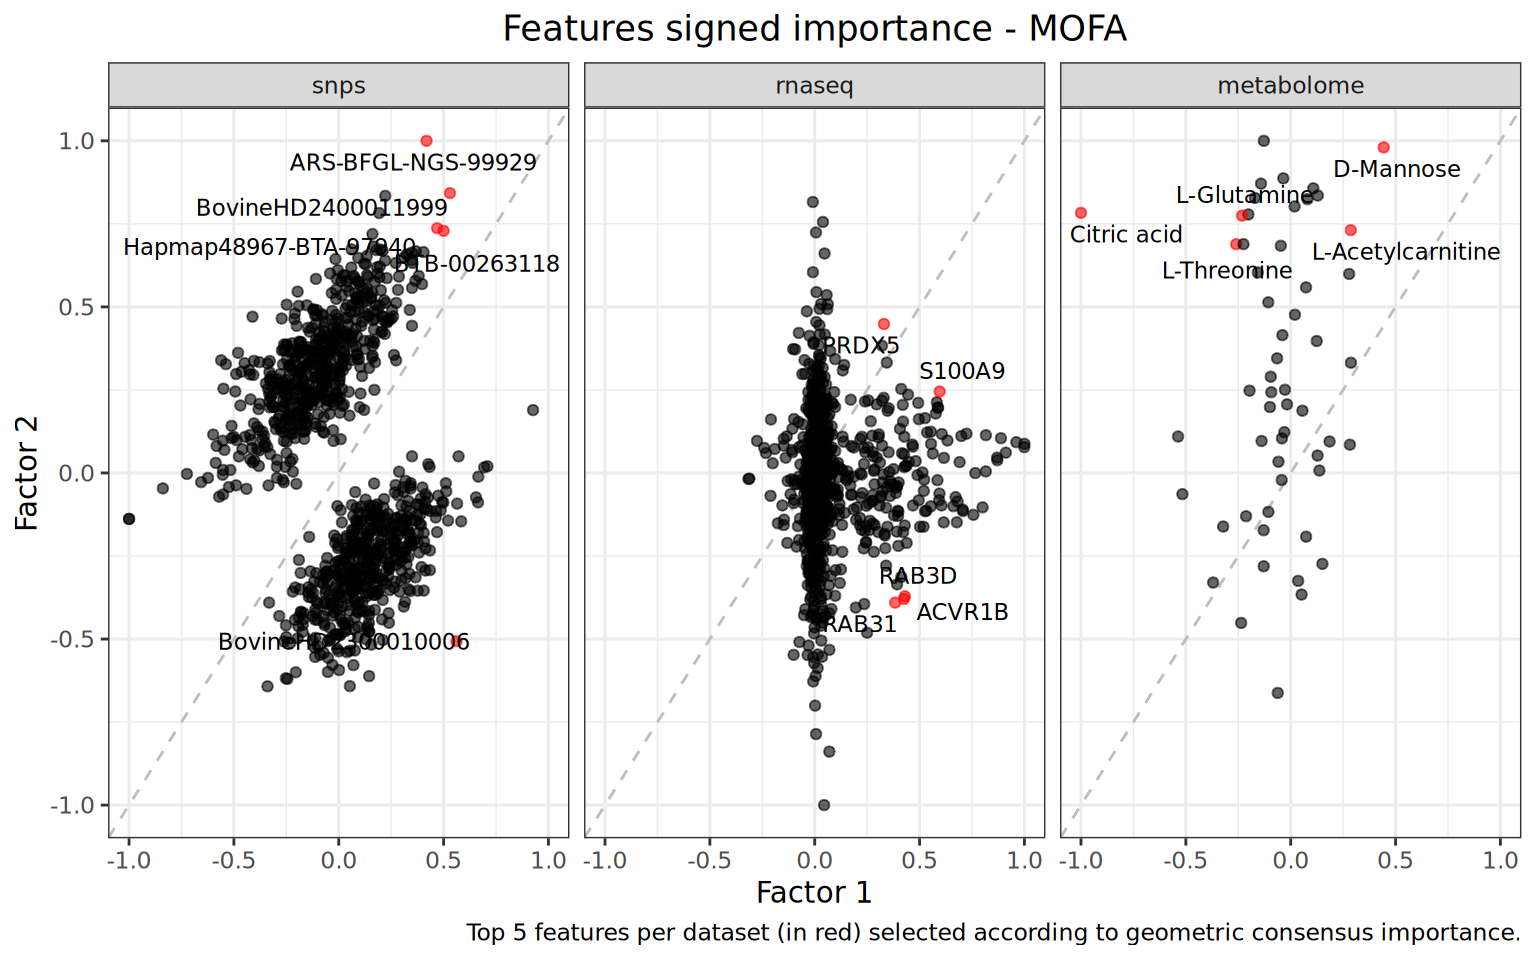 Features signed importance - MOFA
snps
rnaseq
metabolome
Factor 2
1.0
0.5
0.0
-0.5
-1.0
ARS-BFGL-NGS-99929
BovineHD2400011999
Hapmap48967-BTA-97940
BTB-00263118
BovineHD2300010006
PRDX5
S100A9
RAB3D
ACVR1B
RAB31
D-Mannose
L-Glutamine
Citric acid
L-Acetylcarnitine
L-Threonine
-1.0 -0.5 0.0 0.5 1.0
-1.0 -0.5 0.0 0.5 1.0
-1.0 -0.5 0.0 0.5 1.0
Factor 1
Top 5 features per dataset (in red) selected according to geometric consensus importance.